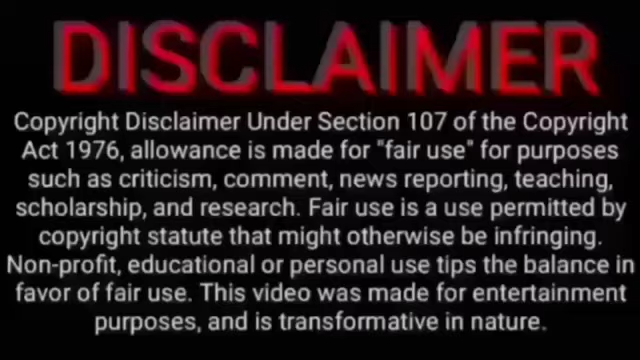 DISCLAIMER
Copyright Disclaimer Under Section 107 of the Copyright
Act 1976, allowance is made for "fair use" for purposes
such as criticism, comment, news reporting, teaching,
scholarship, and research. Fair use is a use permitted by
copyright statute that might otherwise be infringing.
Non-profit, educational or personal use tips the balance in
favor of fair use. This video was made for entertainment
purposes, and is transformative in nature.